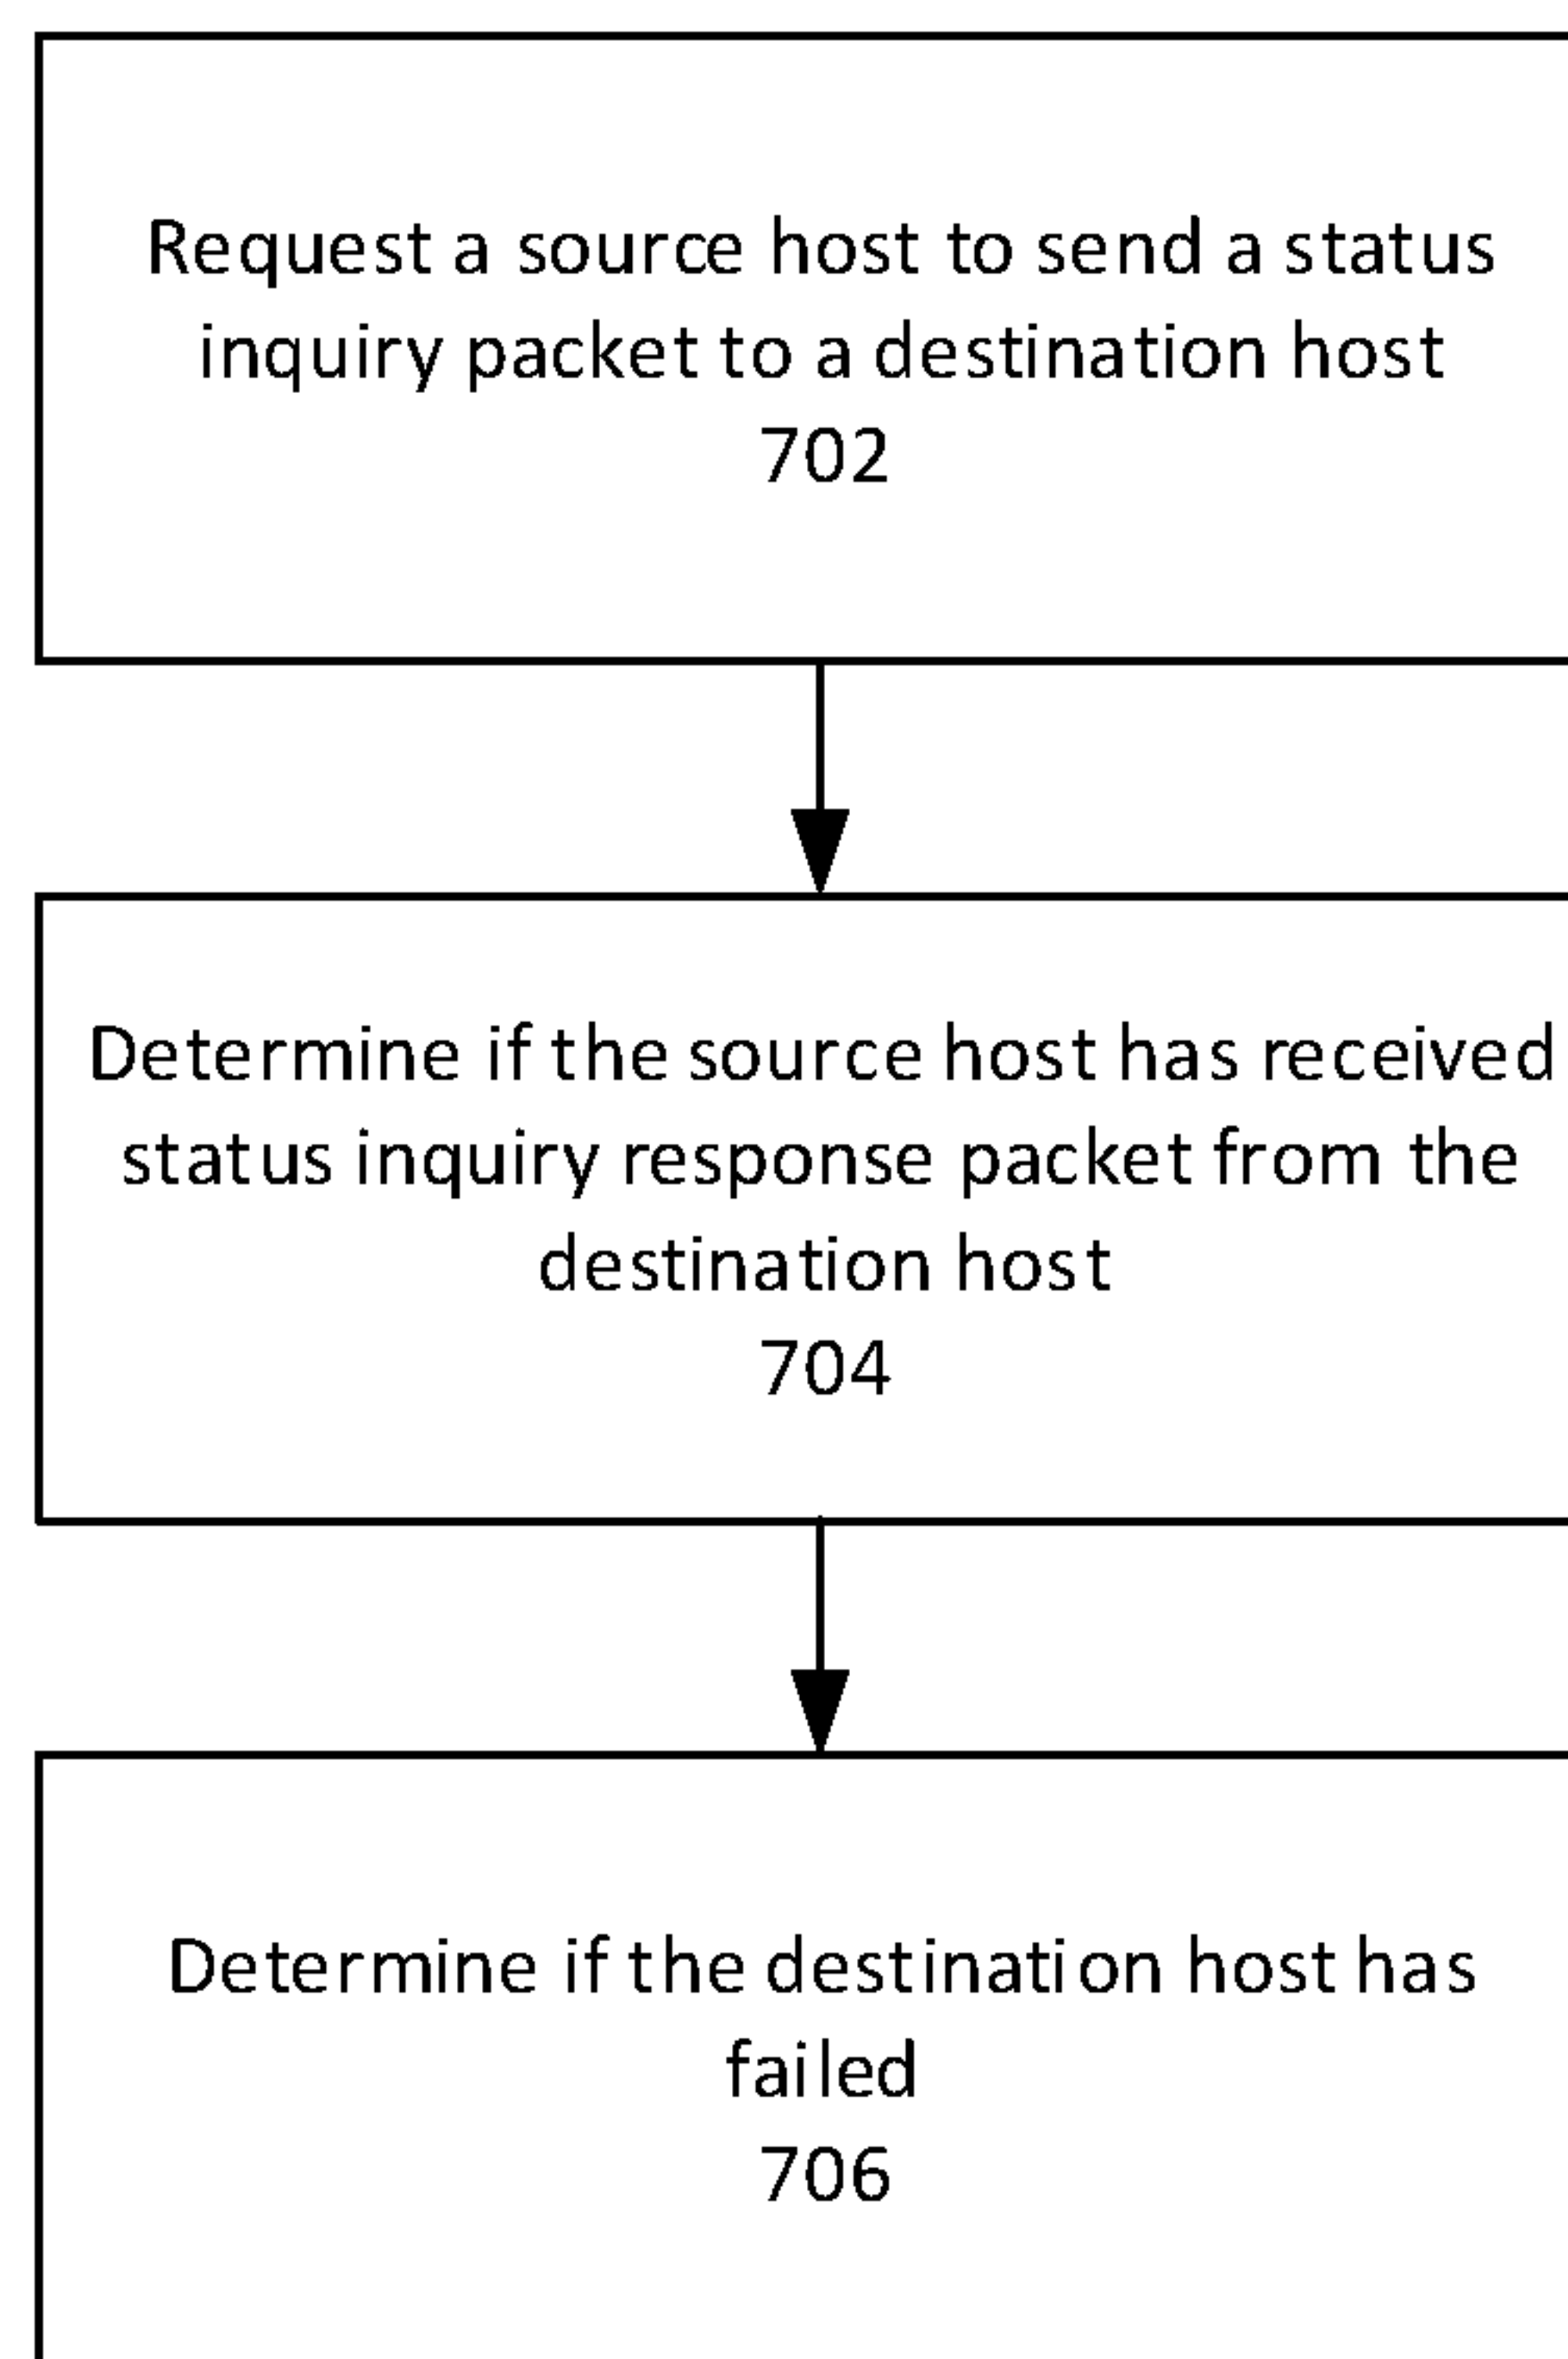 Request a source host to send a status
inquiry packet to a destination host
702
Determine if the source host has received
status inquiry response packet from the
destination host
704
Determine if the destination host has
failed
706